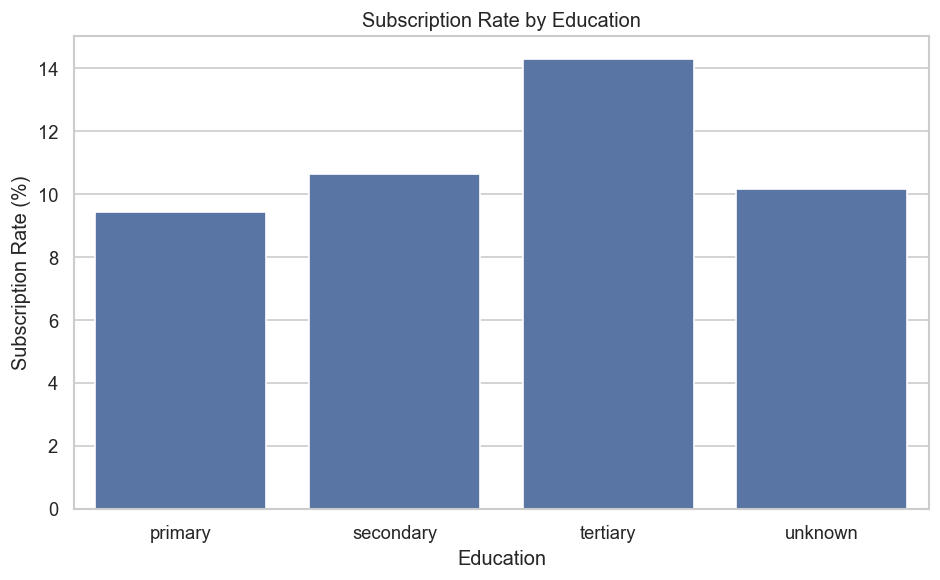 Subscription Rate by Education
Subscription Rate (%)
14
12
10
8
6
4
2
0
primary secondary tertiary unknown
Education